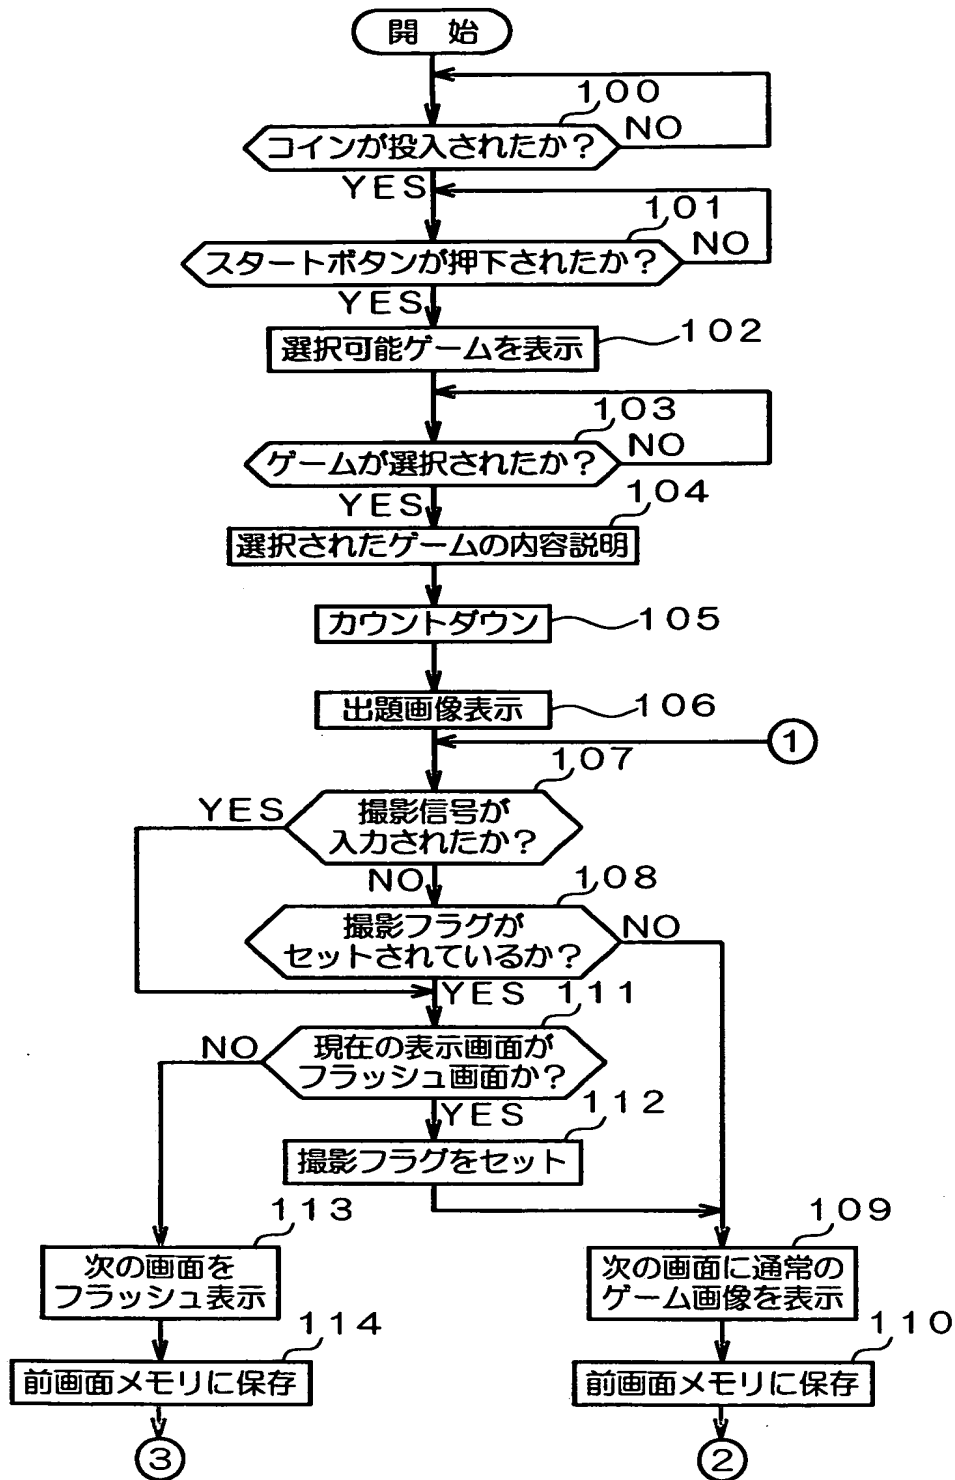 開 始
100
コインが投入されたか？
NO
YES
101
スタートボタンが押下されたか？
NO
YES
選択可能ゲームを表示
102
103
ゲームが選択されたか？
NO
YES
104
選択されたゲームの内容説明
カウントダウン
105
出題画像表示
106
①
107
YES
撮影信号が
入力されたか？
NO
108
撮影フラグが
セットされているか？
NO
YES
111
NO
現在の表示画面が
フラッシュ画面か？
YES
112
撮影フラグをセット
113
次の画面を
フラッシュ表示
109
次の画面に通常の
ゲーム画像を表示
114
前画面メモリに保存
110
前画面メモリに保存
③
②